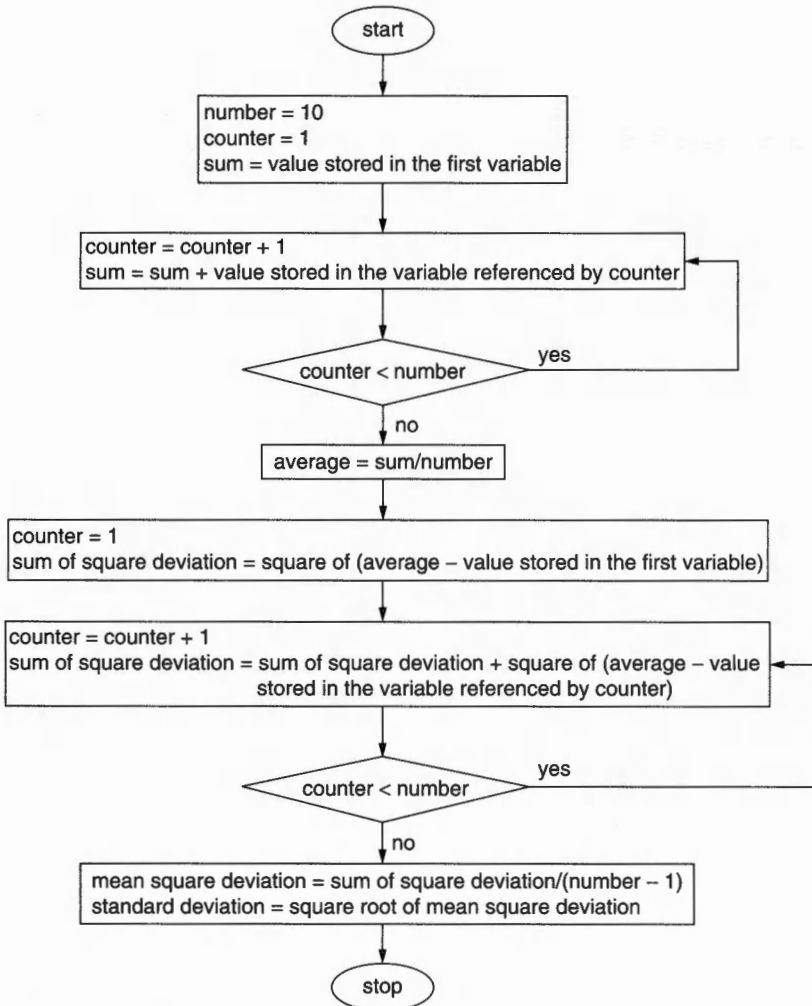 start
number = 10
counter = 1
sum = value stored in the first variable
counter = counter + 1
sum = sum + value stored in the variable referenced by counter
counter < number
yes
no
average = sum/number
counter = 1
sum of square deviation = square of (average – value stored in the first variable)
counter = counter + 1
sum of square deviation = sum of square deviation + square of (average – value
stored in the variable referenced by counter)
counter < number
yes
no
mean square deviation = sum of square deviation/(number – 1)
standard deviation = square root of mean square deviation
stop